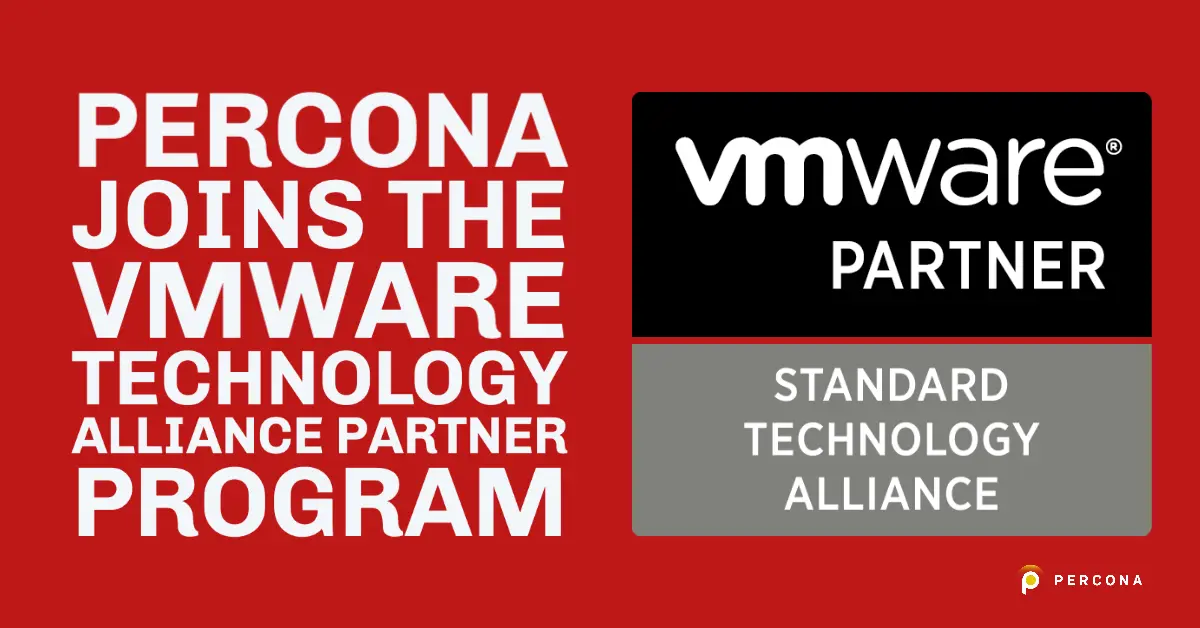 PERCONA
JOINS THE
VMWARE
TECHNOLOGY
ALLIANCE PARTNER
PROGRAM
vmware®
PARTNER
STANDARD
TECHNOLOGY
ALLIANCE
PERCONA